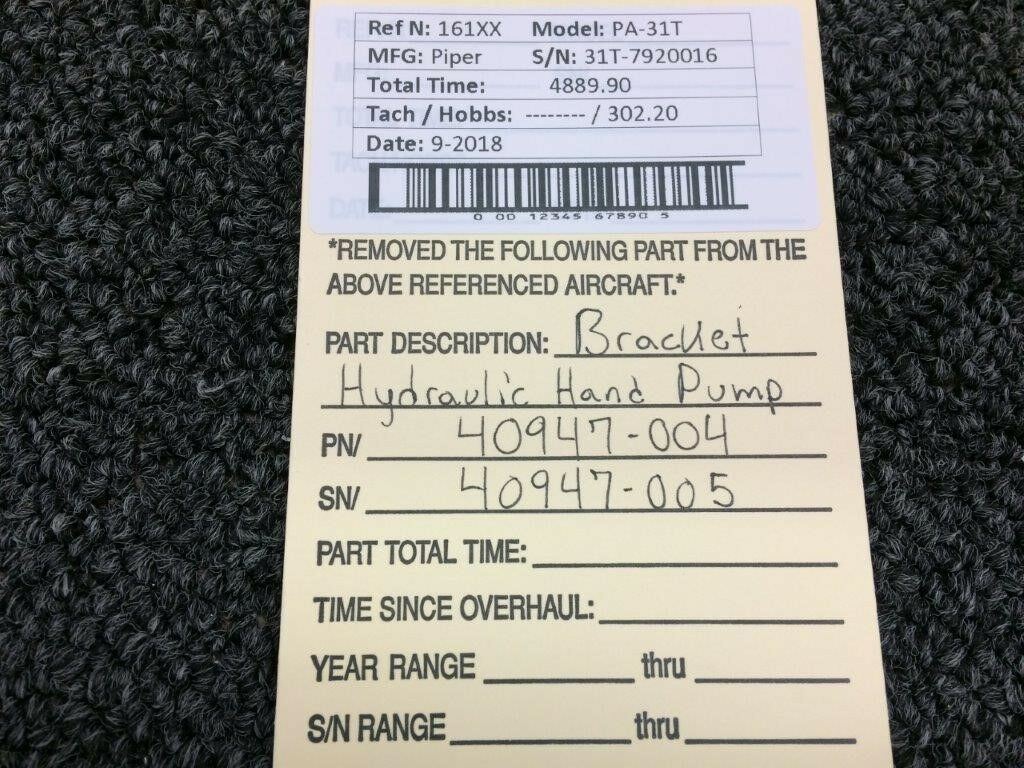 Ref N: 161XX Model: PA-31T
MFG: Piper S/N: 31T-7920016
Total Time: 4889.90
Tach / Hobbs: -------- / 302.20
Date: 9-2018
0 00 12345 67890 5
*REMOVED THE FOLLOWING PART FROM THE
ABOVE REFERENCED AIRCRAFT.*
PART DESCRIPTION: Bracket
Hydraulic Hand Pump
PN/ 40947-004
SN/ 40947-005
PART TOTAL TIME:
TIME SINCE OVERHAUL:
YEAR RANGE thru
S/N RANGE thru